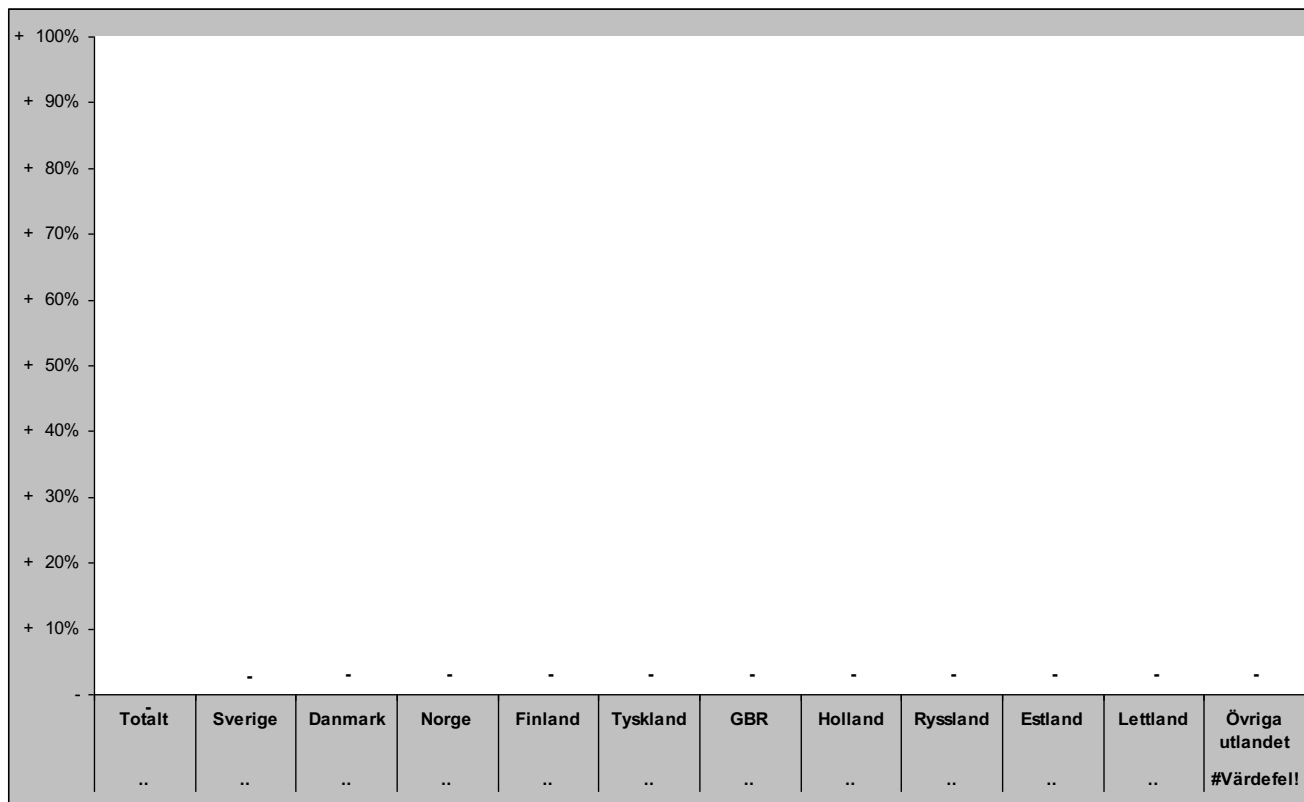 + 100%
+ 90%
+ 80%
+ 70%
+ 60%
+ 50%
+ 40%
+ 30%
+ 20%
+ 10%
-
- - - - - - - - - - - -
Totalt Sverige Danmark Norge Finland Tyskland GBR Holland Ryssland Estland Lettland Övriga
utlandet
.. .. .. .. .. .. .. .. .. .. .. #Värdefel!